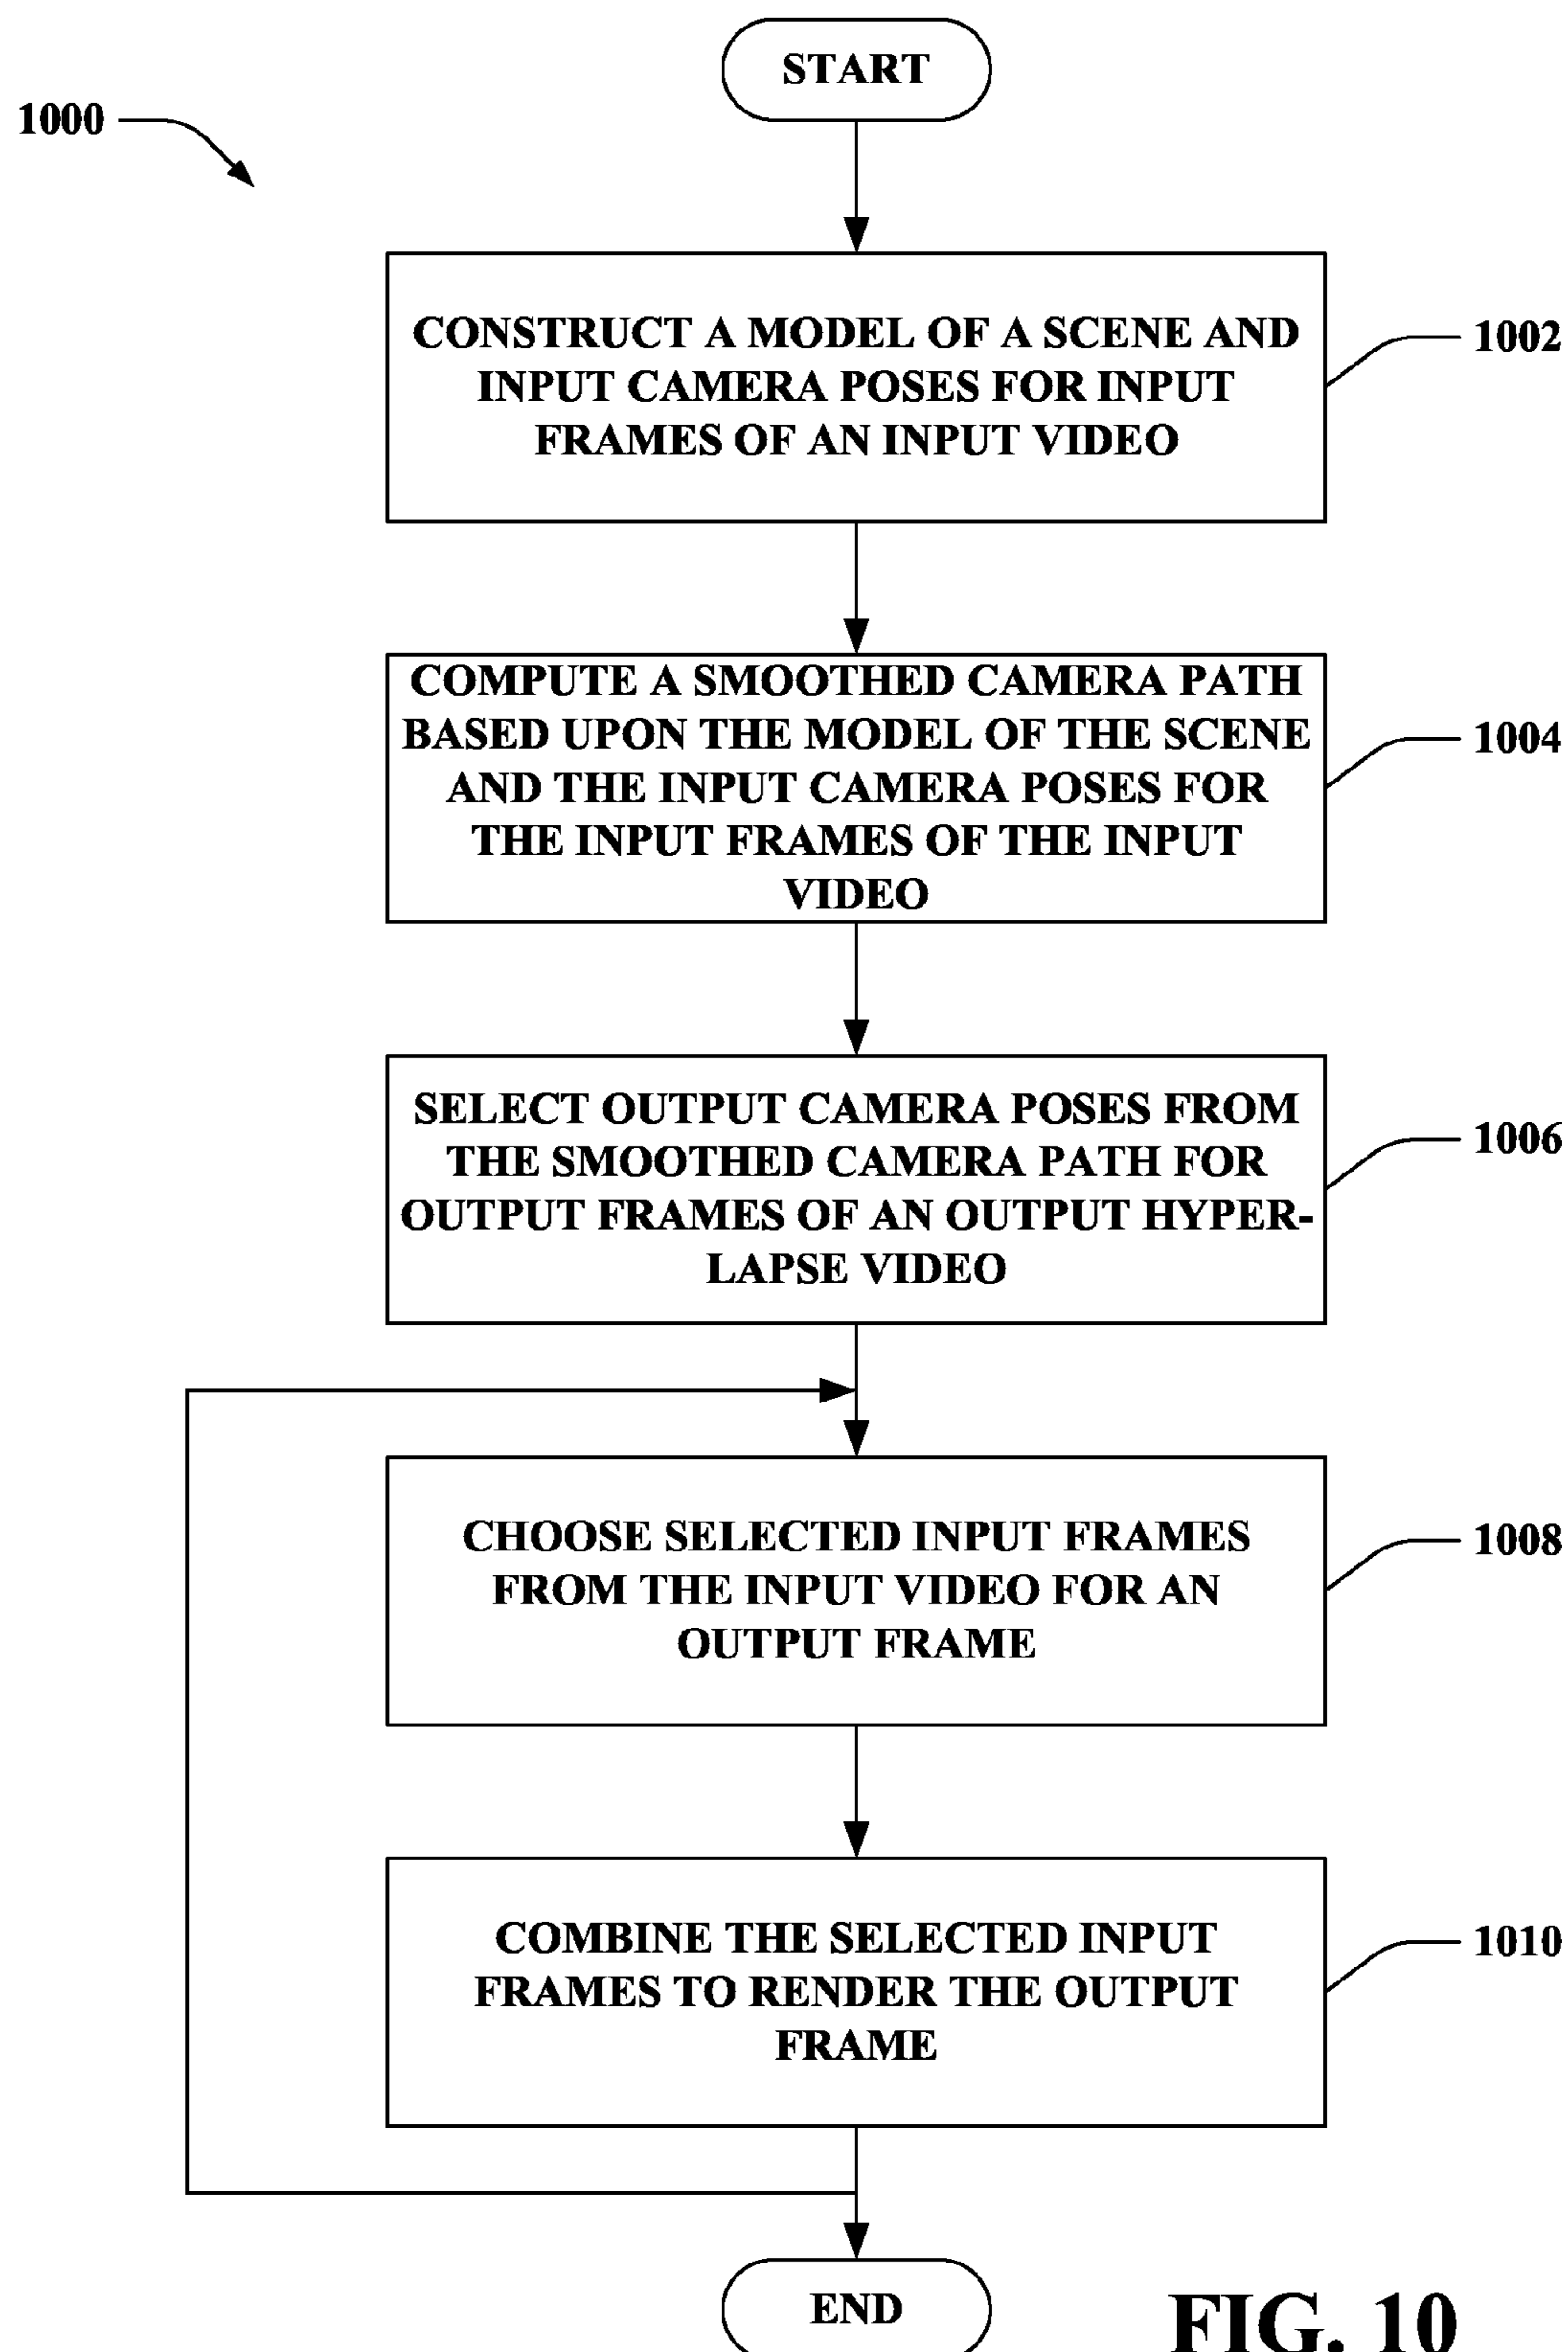 START
1000
CONSTRUCT A MODEL OF A SCENE AND
INPUT CAMERA POSES FOR INPUT
FRAMES OF AN INPUT VIDEO
1002
COMPUTE A SMOOTHED CAMERA PATH
BASED UPON THE MODEL OF THE SCENE
AND THE INPUT CAMERA POSES FOR
THE INPUT FRAMES OF THE INPUT
VIDEO
1004
SELECT OUTPUT CAMERA POSES FROM
THE SMOOTHED CAMERA PATH FOR
OUTPUT FRAMES OF AN OUTPUT HYPER-
LAPSE VIDEO
1006
CHOOSE SELECTED INPUT FRAMES
FROM THE INPUT VIDEO FOR AN
OUTPUT FRAME
1008
COMBINE THE SELECTED INPUT
FRAMES TO RENDER THE OUTPUT
FRAME
1010
END
FIG. 10